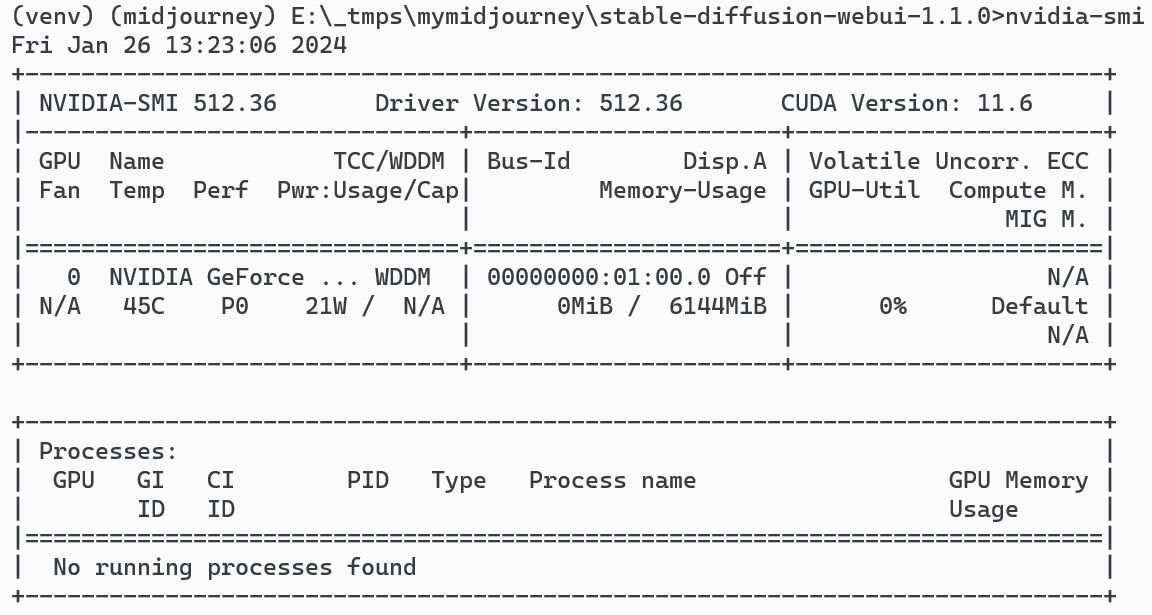 (venv) (midjourney) E:\_tmps\mymidjourney\stable-diffusion-webui-1.1.0>nvidia-smi
Fri Jan 26 13:23:06 2024
+-----------------------------------------------------------------------------+
| NVIDIA-SMI 512.36       Driver Version: 512.36       CUDA Version: 11.6     |
|-------------------------------+----------------------+----------------------+
| GPU  Name            TCC/WDDM | Bus-Id        Disp.A | Volatile Uncorr. ECC |
| Fan  Temp  Perf  Pwr:Usage/Cap|         Memory-Usage | GPU-Util  Compute M. |
|                               |                      |               MIG M. |
|===============================+======================+======================|
|   0  NVIDIA GeForce ... WDDM  | 00000000:01:00.0 Off |                  N/A |
| N/A   45C    P0    21W /  N/A |      0MiB /  6144MiB |      0%      Default |
|                               |                      |                  N/A |
+-------------------------------+----------------------+----------------------+

+-----------------------------------------------------------------------------+
| Processes:                                                                  |
|  GPU   GI   CI        PID   Type   Process name                  GPU Memory |
|        ID   ID                                                   Usage      |
|=============================================================================|
|  No running processes found                                                 |
+-----------------------------------------------------------------------------+